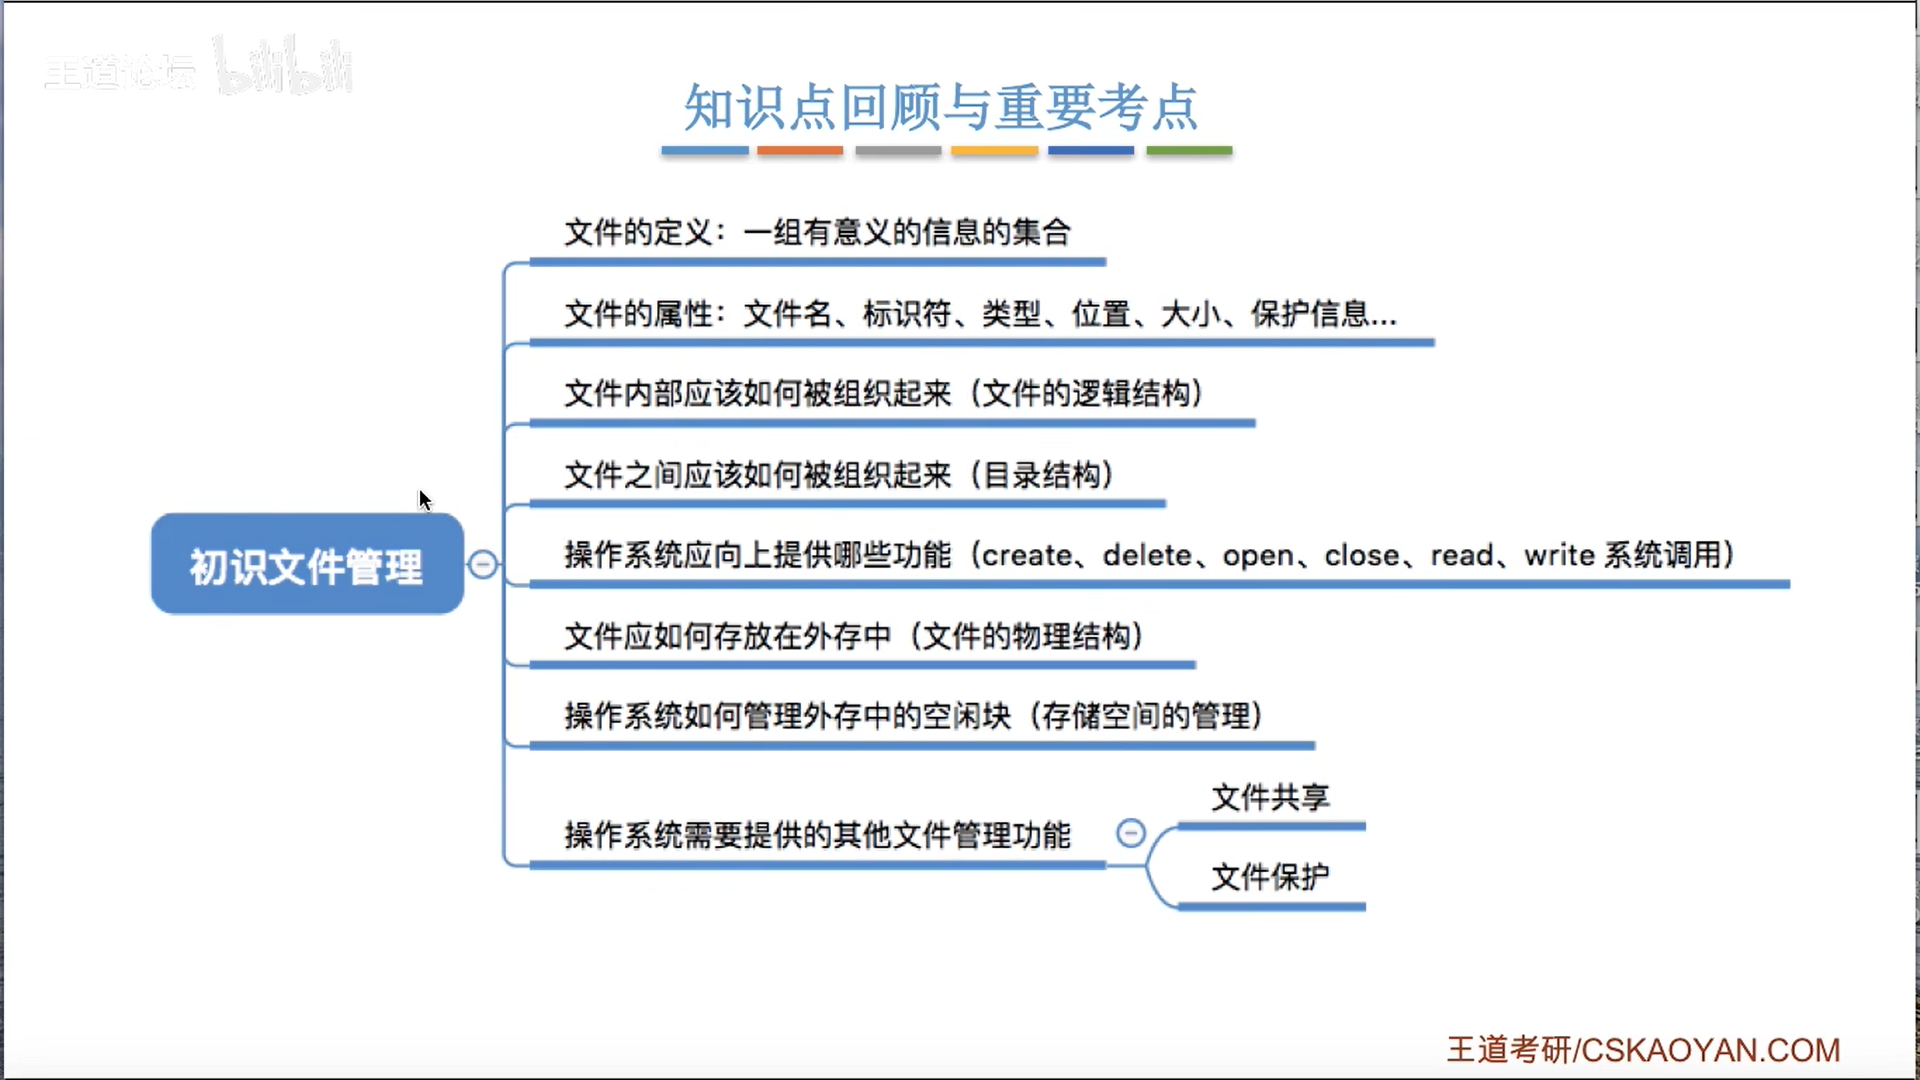 王道论坛 bilibili
知识点回顾与重要考点
文件的定义：一组有意义的信息的集合
文件的属性：文件名、标识符、类型、位置、大小、保护信息...
文件内部应该如何被组织起来（文件的逻辑结构）
文件之间应该如何被组织起来（目录结构）
初识文件管理
操作系统应向上提供哪些功能（create、delete、open、close、read、write 系统调用）
文件应如何存放在外存中（文件的物理结构）
操作系统如何管理外存中的空闲块（存储空间的管理）
操作系统需要提供的其他文件管理功能
文件共享
文件保护
王道考研/CSKAOYAN.COM